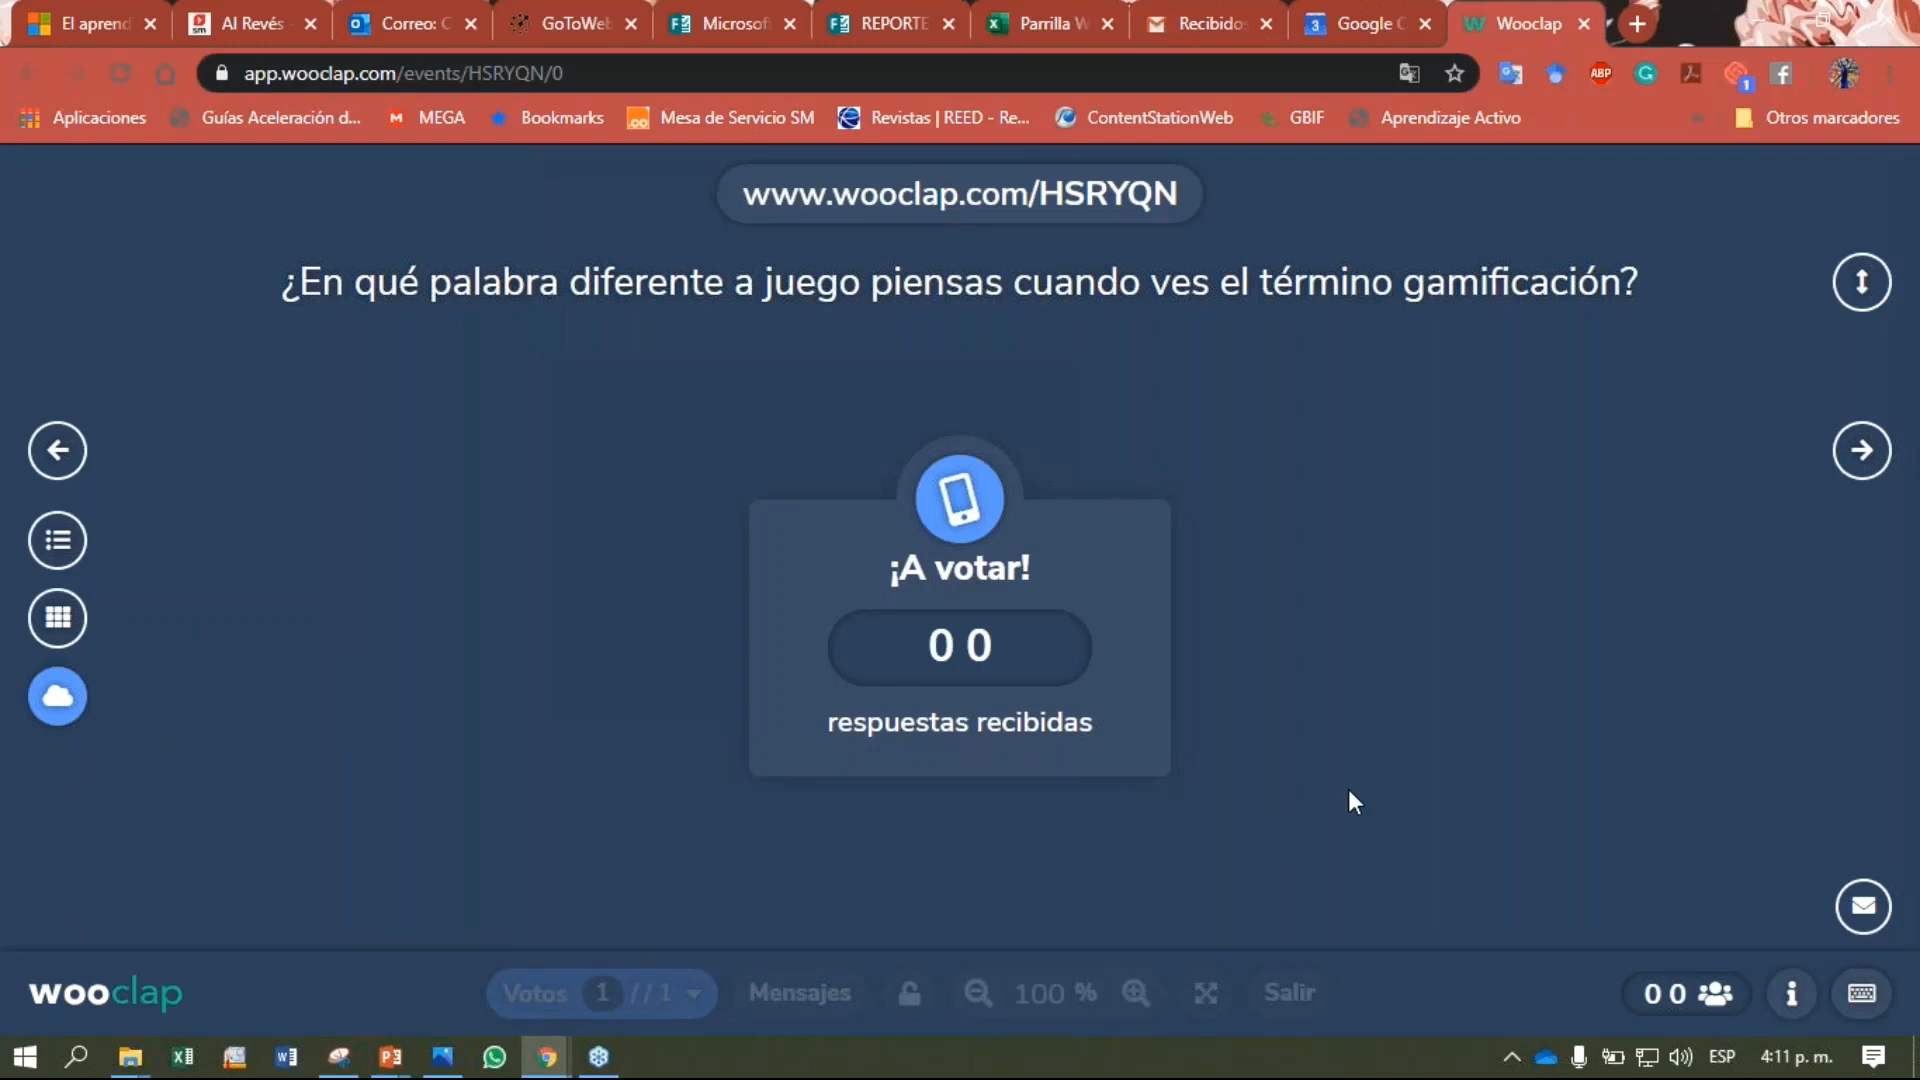 El aprend
Al Revés
Correo: C
GoToWeb
Microsof
REPORTE
Parrilla W
Recibidos
Google C
Wooclap
app.wooclap.com/events/HSRYQN/0
ABP
1
Aplicaciones
Guías Aceleración d...
MEGA
Bookmarks
Mesa de Servicio SM
Revistas | REED - Re...
ContentStationWeb
GBIF
Aprendizaje Activo
Otros marcadores
www.wooclap.com/HSRYQN
¿En qué palabra diferente a juego piensas cuando ves el término gamificación?
¡A votar!
0 0
respuestas recibidas
wooclap
Votos 1 // 1
Mensajes
100 %
Salir
0 0
ESP
4:11 p. m.